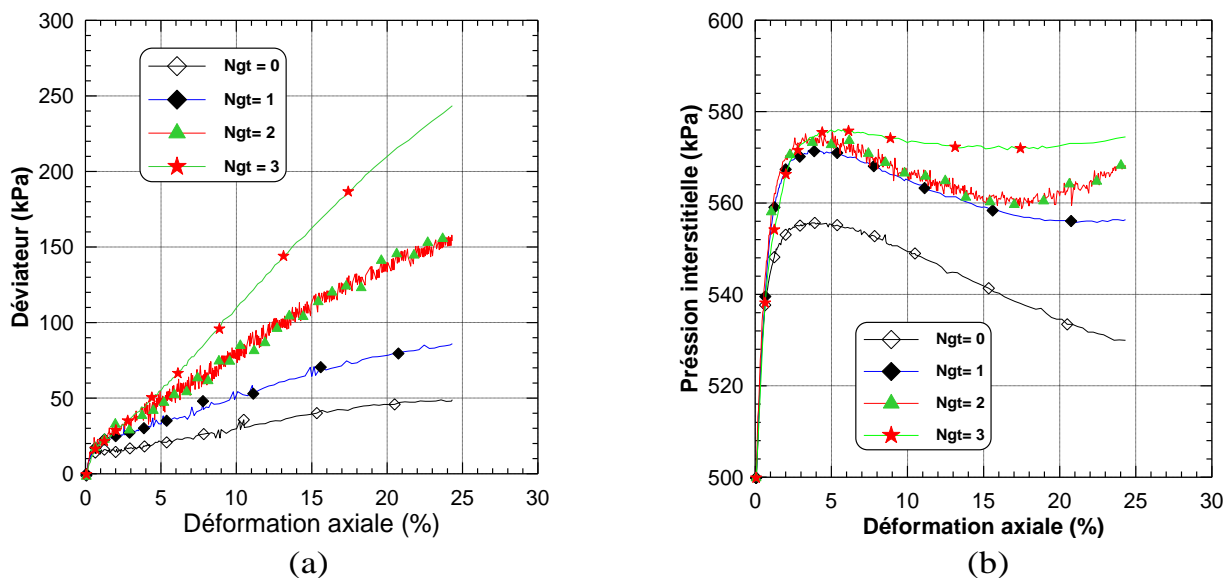 300
250
200
150
100
50
0
Déviateur (kPa)
Ngt = 0
Ngt= 1
Ngt= 2
Ngt = 3
0 5 10 15 20 25 30
Déformation axiale (%)
(a)
600
580
560
540
520
500
Préssion interstitielle (kPa)
Ngt= 0
Ngt= 1
Ngt= 2
Ngt= 3
0 5 10 15 20 25 30
Déformation axiale (%)
(b)